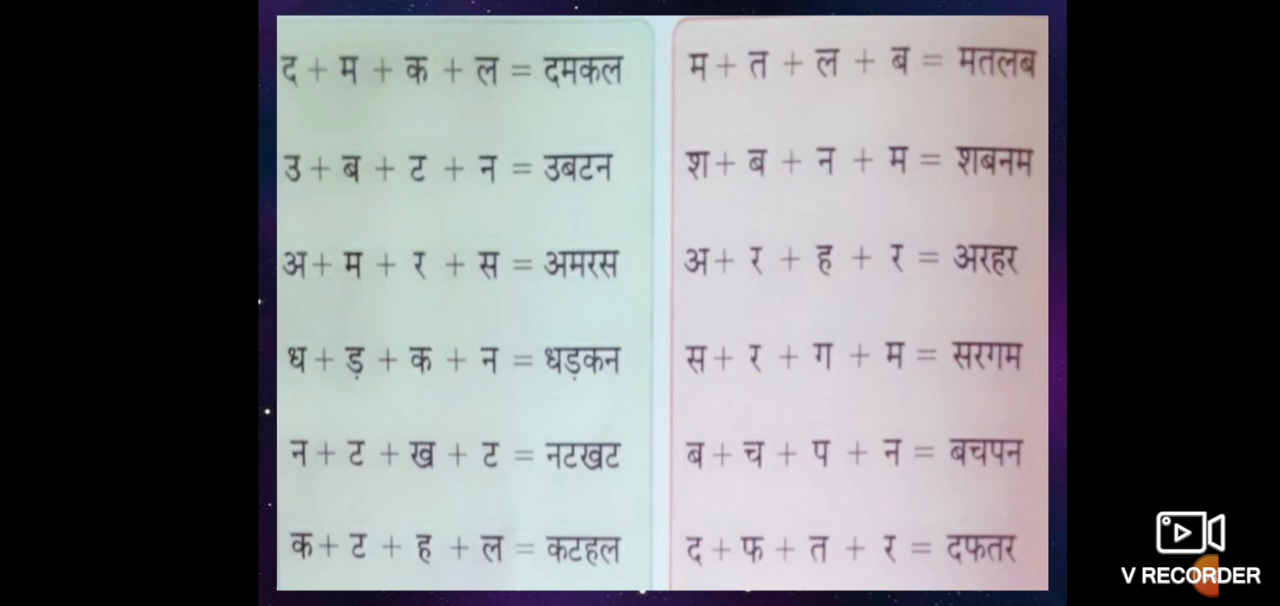 द + म + क + ल = दमकल
उ + ब + ट + न = उबटन
अ + म + र + स = अमरस
ध + ड़ + क + न = धड़कन
न + ट + ख + ट = नटखट
क + ट + ह + ल = कटहल
म + त + ल + ब = मतलब
श + ब + न + म = शबनम
अ + र + ह + र = अरहर
स + र + ग + म = सरगम
ब + च + प + न = बचपन
द + फ + त + र = दफतर
V RECORDER